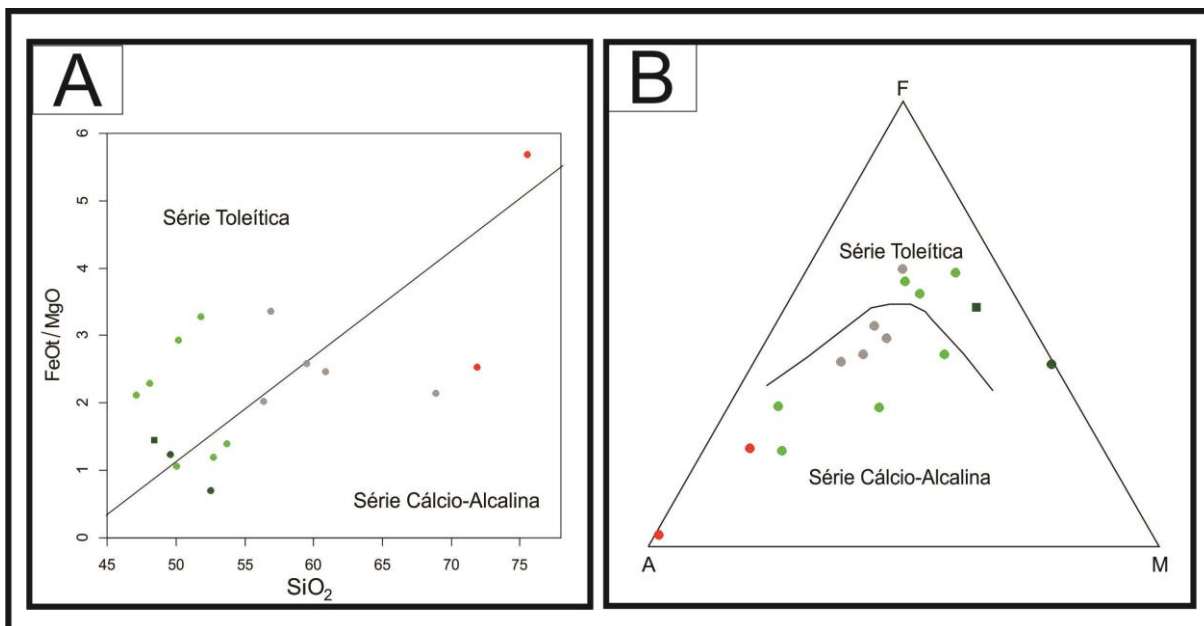 A
6
5
4
3
2
1
0
FeOt/MgO
Série Toleítica
Série Cálcio-Alcalina
45 50 55 60 65 70 75
SiO₂
B
F
Série Toleítica
Série Cálcio-Alcalina
A M